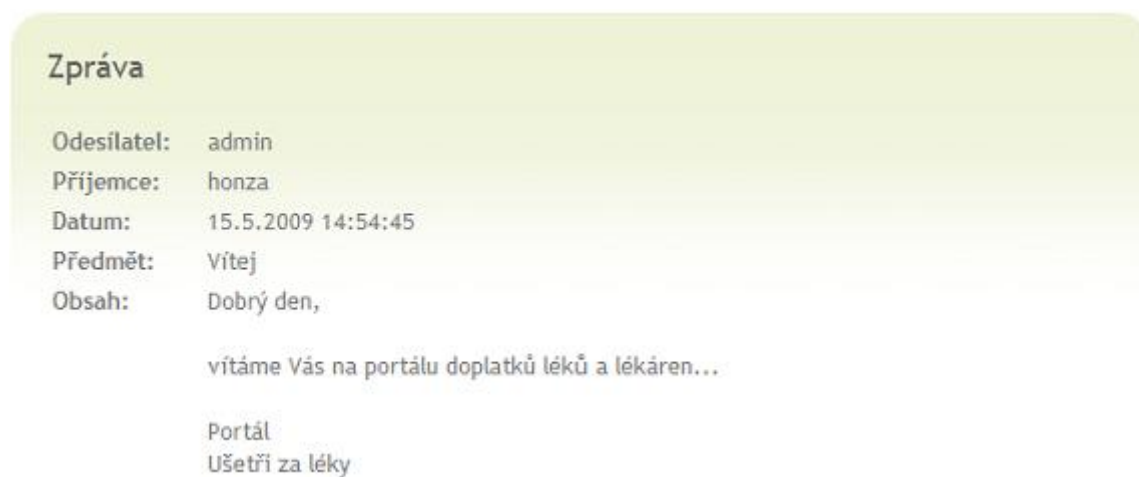 Zpráva
Odesílatel: admin
Příjemce: honza
Datum: 15.5.2009 14:54:45
Předmět: Vítej
Obsah: Dobrý den,
vítáme Vás na portálu doplatků léků a lékáren...
Portál
Ušetři za léky